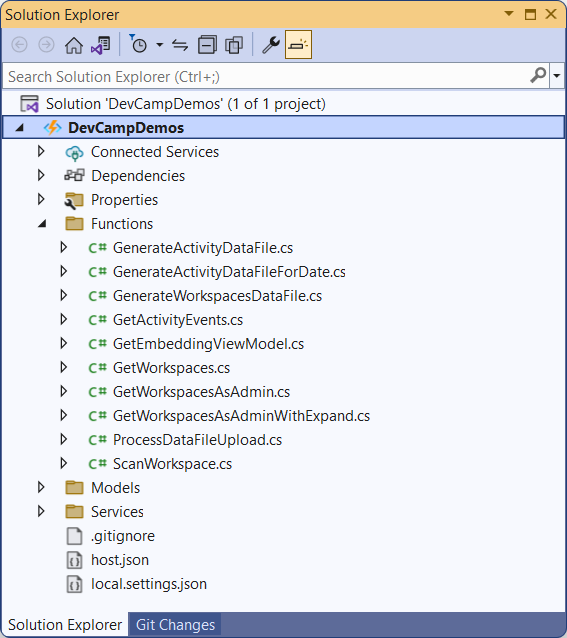 Solution Explorer
Search Solution Explorer (Ctrl+;)
Solution 'DevCampDemos' (1 of 1 project)
DevCampDemos
Connected Services
Dependencies
Properties
Functions
C# GenerateActivityDataFile.cs
C# GenerateActivityDataFileForDate.cs
C# GenerateWorkspacesDataFile.cs
C# GetActivityEvents.cs
C# GetEmbeddingViewModel.cs
C# GetWorkspaces.cs
C# GetWorkspacesAsAdmin.cs
C# GetWorkspacesAsAdminWithExpand.cs
C# ProcessDataFileUpload.cs
C# ScanWorkspace.cs
Models
Services
.gitignore
host.json
local.settings.json
Solution Explorer Git Changes